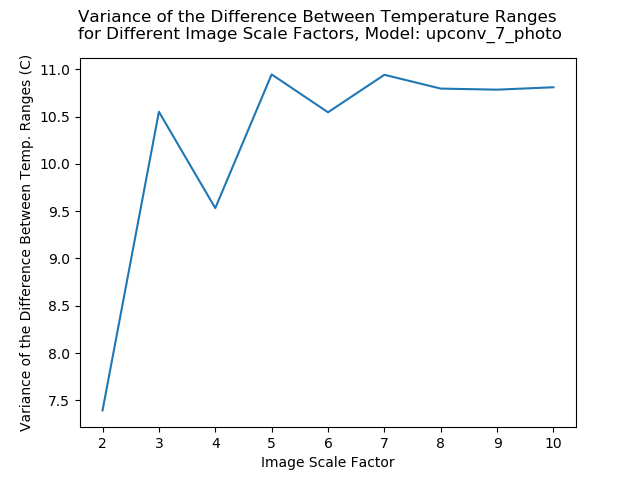 Variance of the Difference Between Temperature Ranges
for Different Image Scale Factors, Model: upconv_7_photo
Variance of the Difference Between Temp. Ranges (C)
11.0
10.5
10.0
9.5
9.0
8.5
8.0
7.5
2 3 4 5 6 7 8 9 10
Image Scale Factor